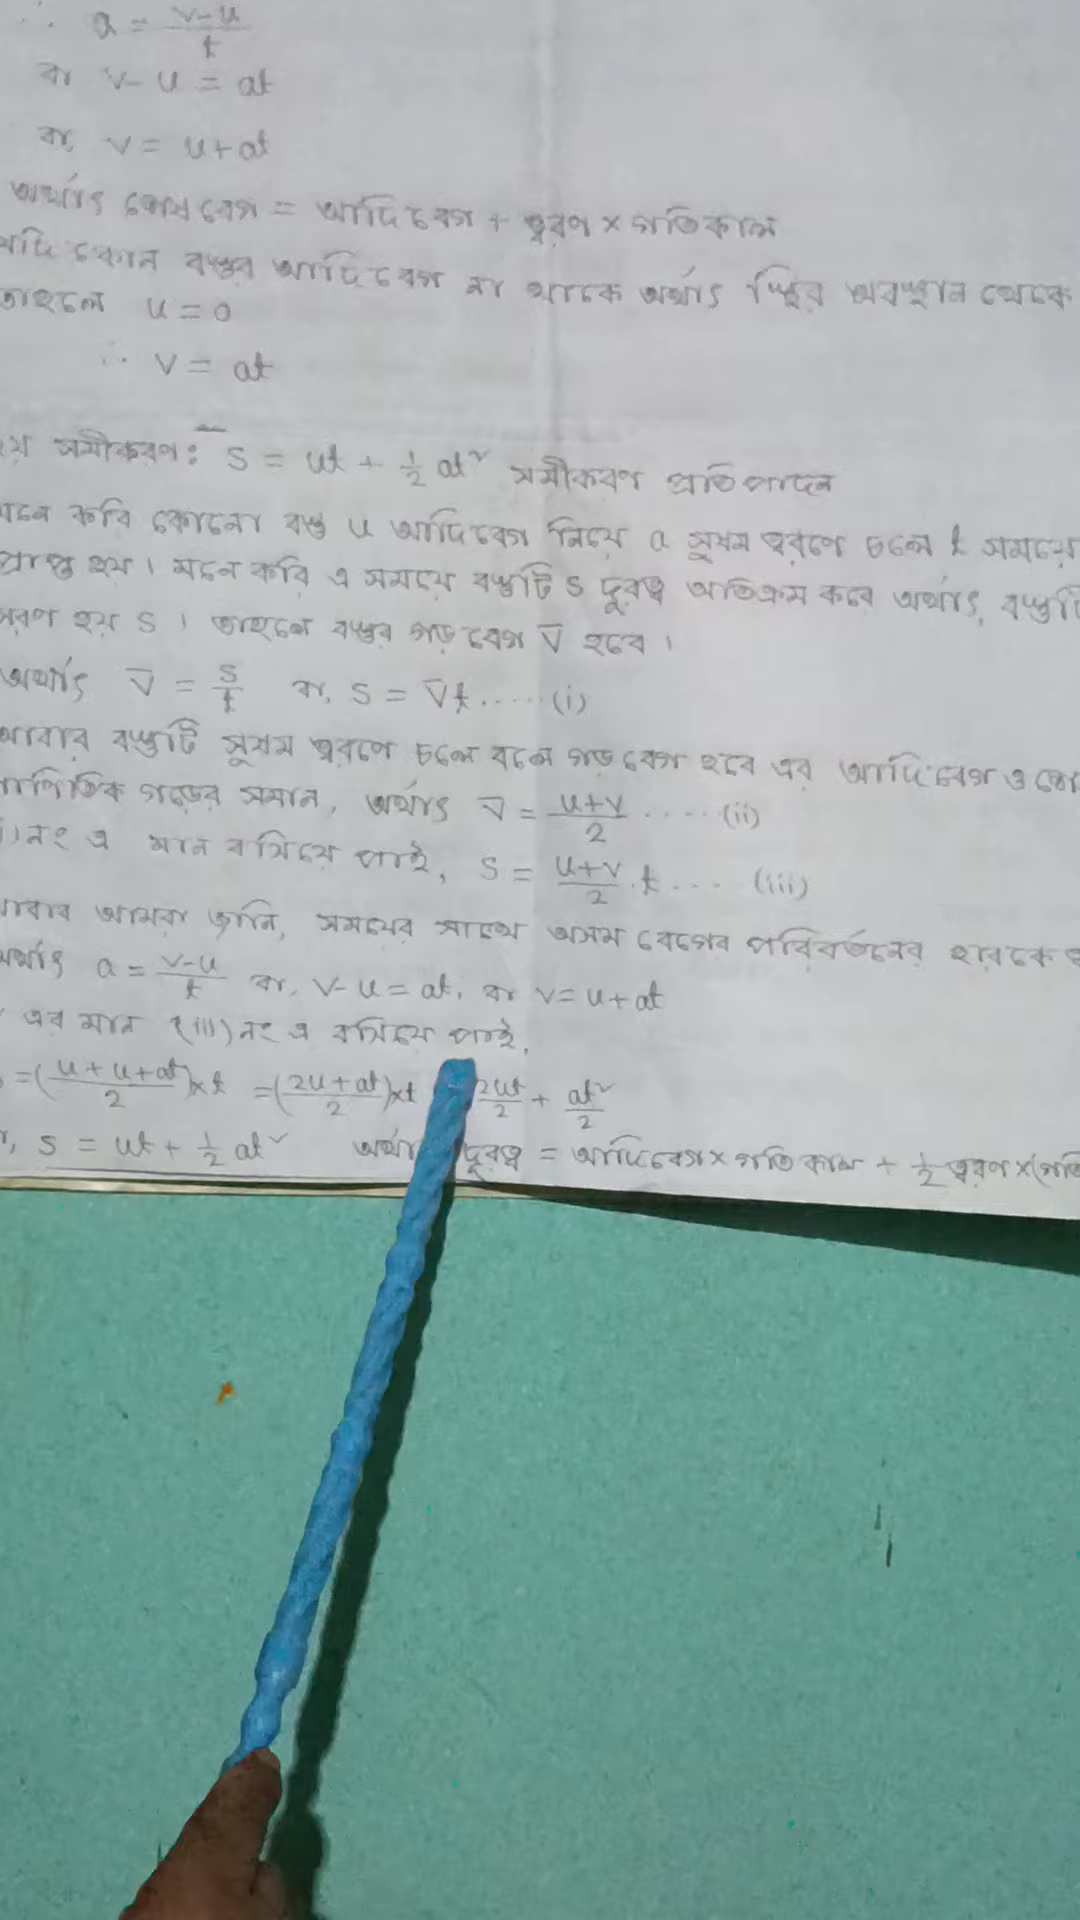 ∴ a = v-u/t
বা v - u = at
বা, v = u + at
অর্থাৎ শেষ বেগ = আদি বেগ + ত্বরণ × গতিকাল
যদি কোন বস্তুর আদি বেগ না থাকে অর্থাৎ স্থির অবস্থান থেকে
তাহলে u = 0
∴ v = at
২য় সমীকরণ: S = ut + 1/2 at² সমীকরণ প্রতিপাদন
মনে করি কোনো বস্তু u আদিবেগ নিয়ে a সুষম ত্বরণে চলে t সময়ে
প্রাপ্ত হয়। মনে করি এ সময়ে বস্তুটি S দূরত্ব অতিক্রম করে অর্থাৎ, বস্তুটি
সরণ হয় S। তাহলে বস্তুর গড় বেগ v̄ হবে।
অর্থাৎ v̄ = S/t বা, S = v̄t .....(i)
আবার বস্তুটি সুষম ত্বরণে চলে বলে গড় বেগ হবে এর আদি বেগ ও শে
গাণিতিক গড়ের সমান, অর্থাৎ v̄ = u+v/2 .....(ii)
i) নং এ মান বসিয়ে পাই, S = u+v/2 . t .... (iii)
আবার আমরা জানি, সময়ের সাথে অসম বেগের পরিবর্তনের হারকে
অর্থাৎ a = v-u/t বা, v - u = at, বা v = u + at
এর মান (iii) নং এ বসিয়ে পাই,
= (u + u + at/2) × t = (2u + at/2) × t 2ut/2 + at²/2
S = ut + 1/2 at² অর্থা দূরত্ব = আদিবেগ × গতি কাল + 1/2 ত্বরণ × (গতি